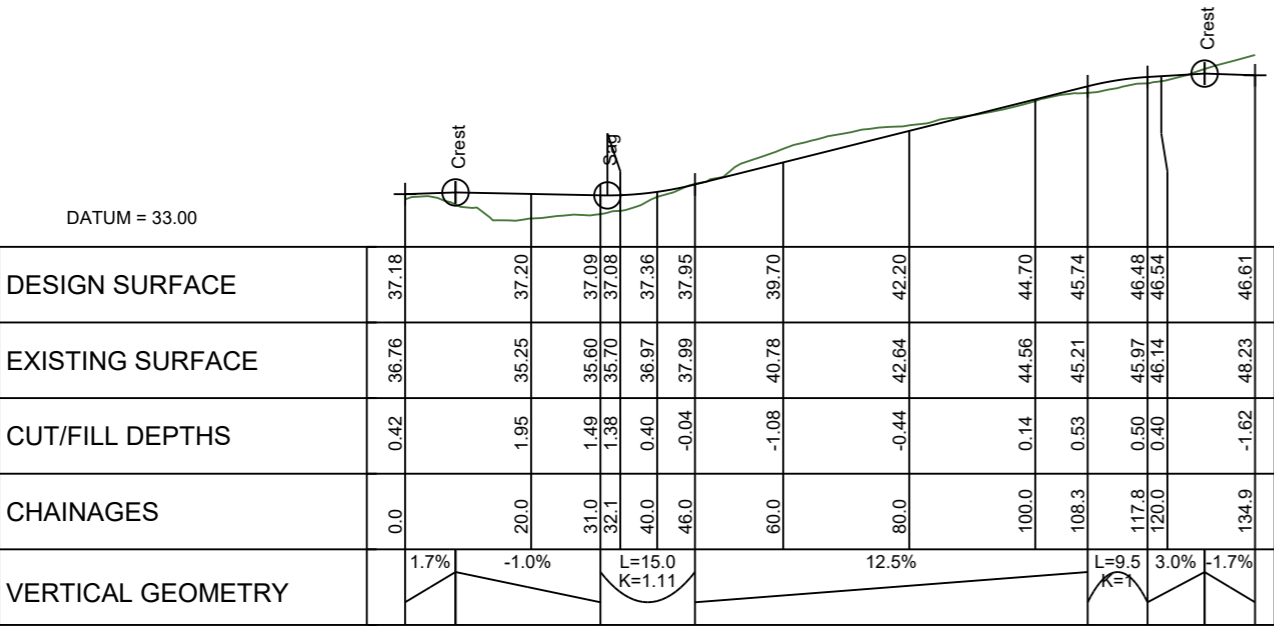 Crest
Sag
Crest
DATUM = 33.00
DESIGN SURFACE 37.18 37.20 37.09 37.08 37.36 37.95 39.70 42.20 44.70 45.74 46.48 46.54 46.61
EXISTING SURFACE 36.76 35.25 35.60 35.70 36.97 37.99 40.78 42.64 44.56 45.21 45.97 46.14 48.23
CUT/FILL DEPTHS 0.42 1.95 1.49 1.38 0.40 -0.04 -1.08 -0.44 0.14 0.53 0.50 0.40 -1.62
CHAINAGES 0.0 20.0 31.0 32.1 40.0 46.0 60.0 80.0 100.0 108.3 117.8 120.0 134.9
VERTICAL GEOMETRY 1.7% -1.0% L=15.0 K=1.11 12.5% L=9.5 K=1 3.0% -1.7%